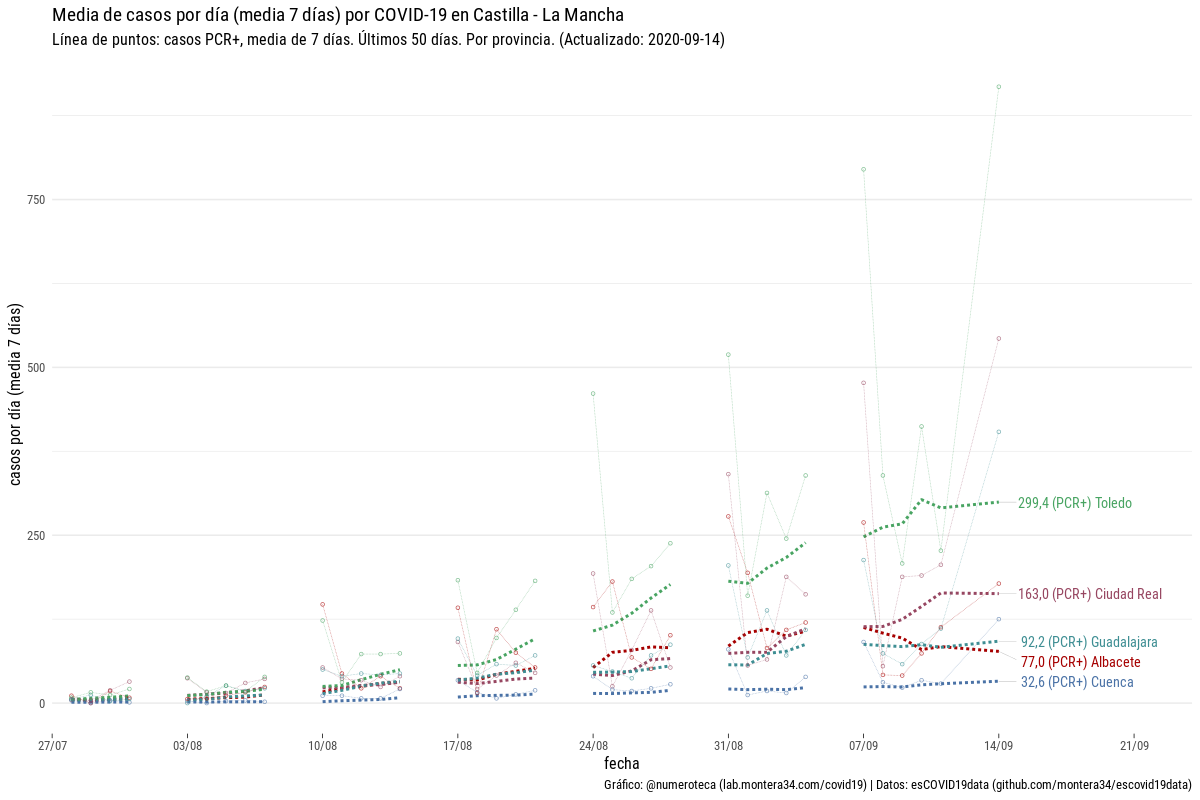 Media de casos por día (media 7 días) por COVID-19 en Castilla - La Mancha
Línea de puntos: casos PCR+, media de 7 días. Últimos 50 días. Por provincia. (Actualizado: 2020-09-14)
casos por día (media 7 días)
750
500
250
0
299,4 (PCR+) Toledo
163,0 (PCR+) Ciudad Real
92,2 (PCR+) Guadalajara
77,0 (PCR+) Albacete
32,6 (PCR+) Cuenca
27/07 03/08 10/08 17/08 24/08 31/08 07/09 14/09 21/09
fecha
Gráfico: @numeroteca (lab.montera34.com/covid19) | Datos: esCOVID19data (github.com/montera34/escovid19data)